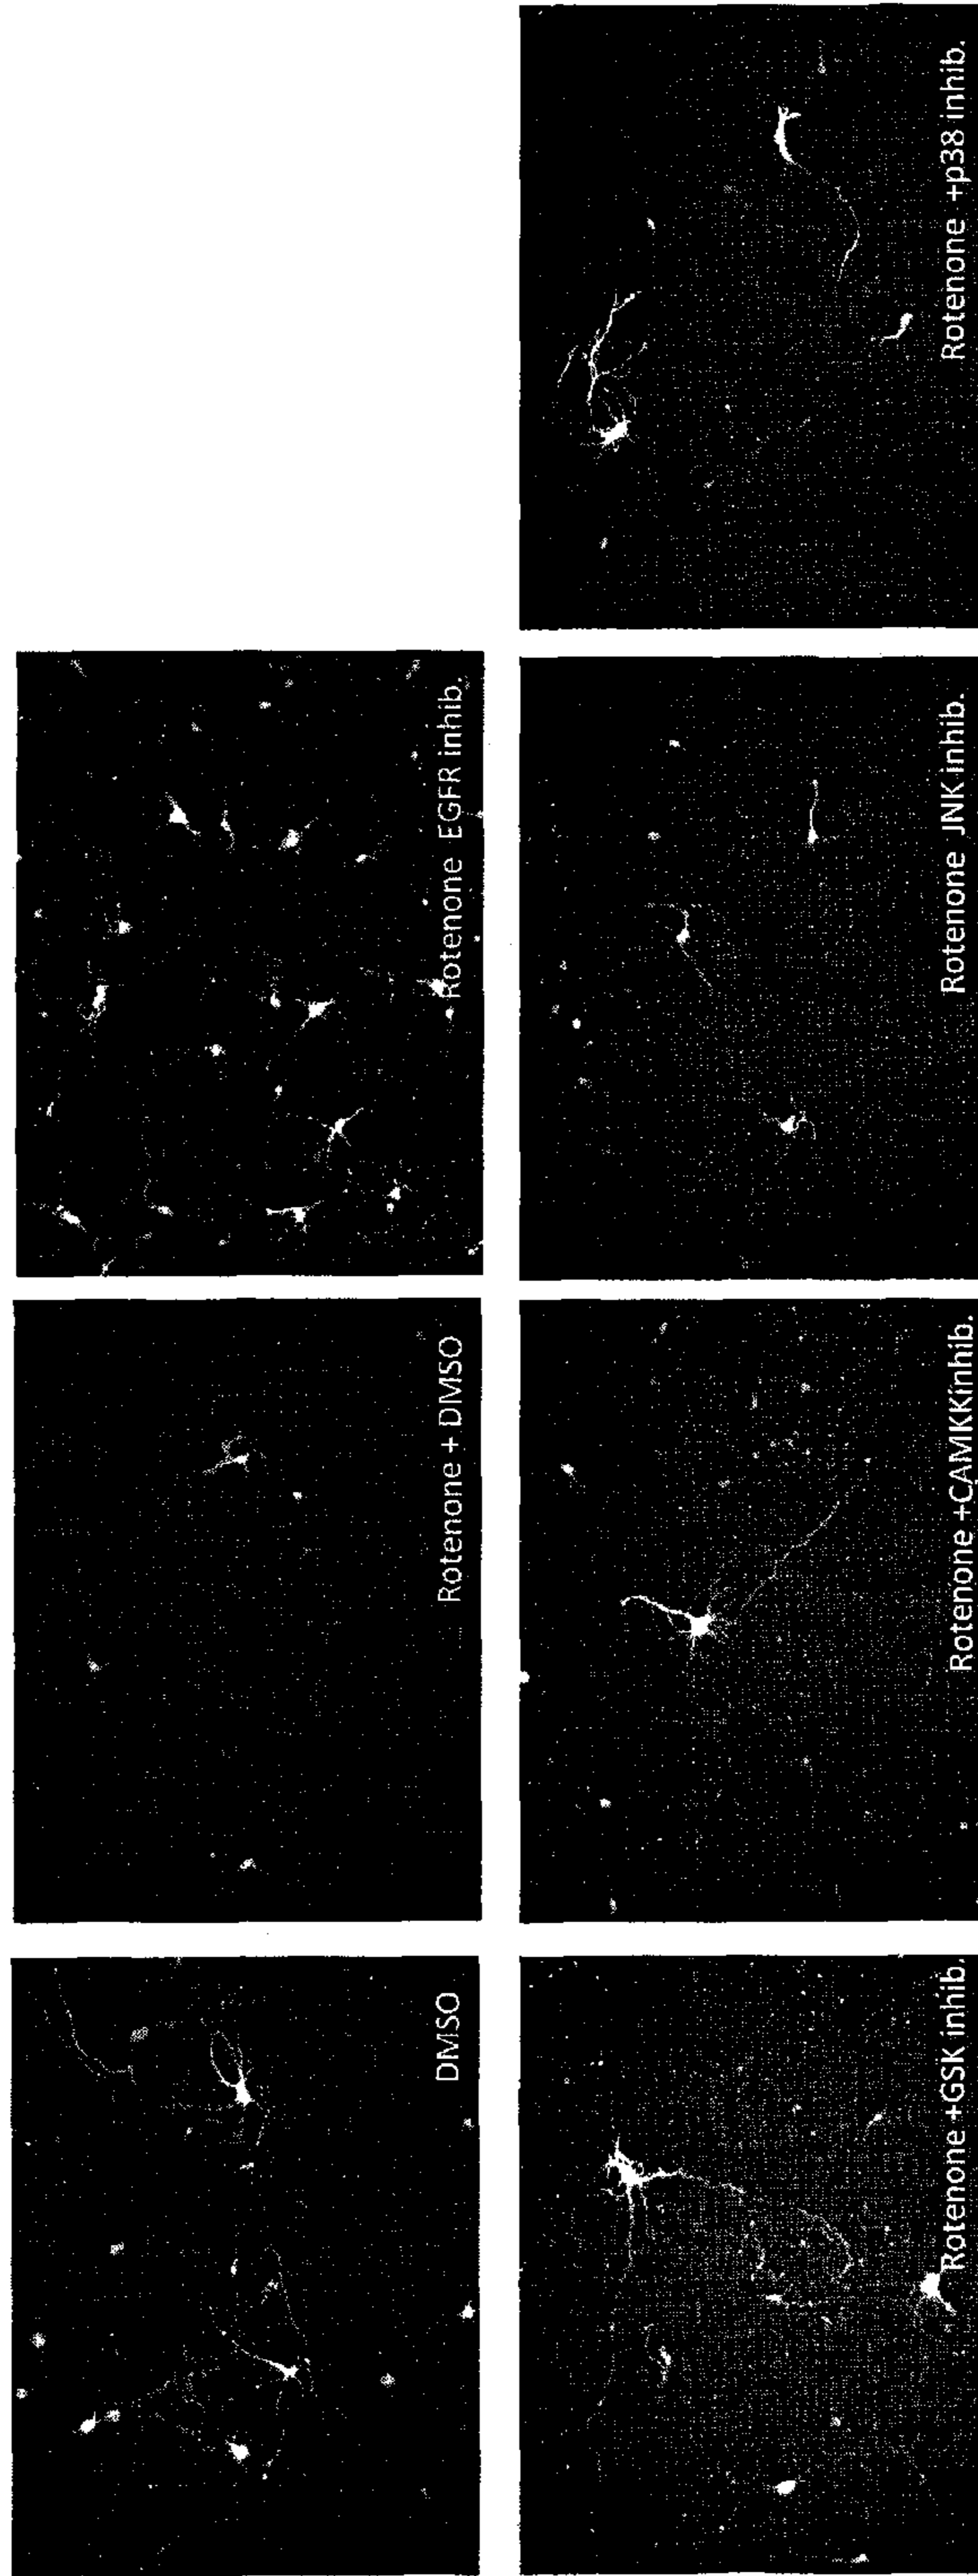 DMSO
Rotenone + DMSO
Rotenone EGFR inhib.
Rotenone +GSK inhib.
Rotenone +CAMKKinhib.
Rotenone JNK inhib.
Rotenone +p38 inhib.